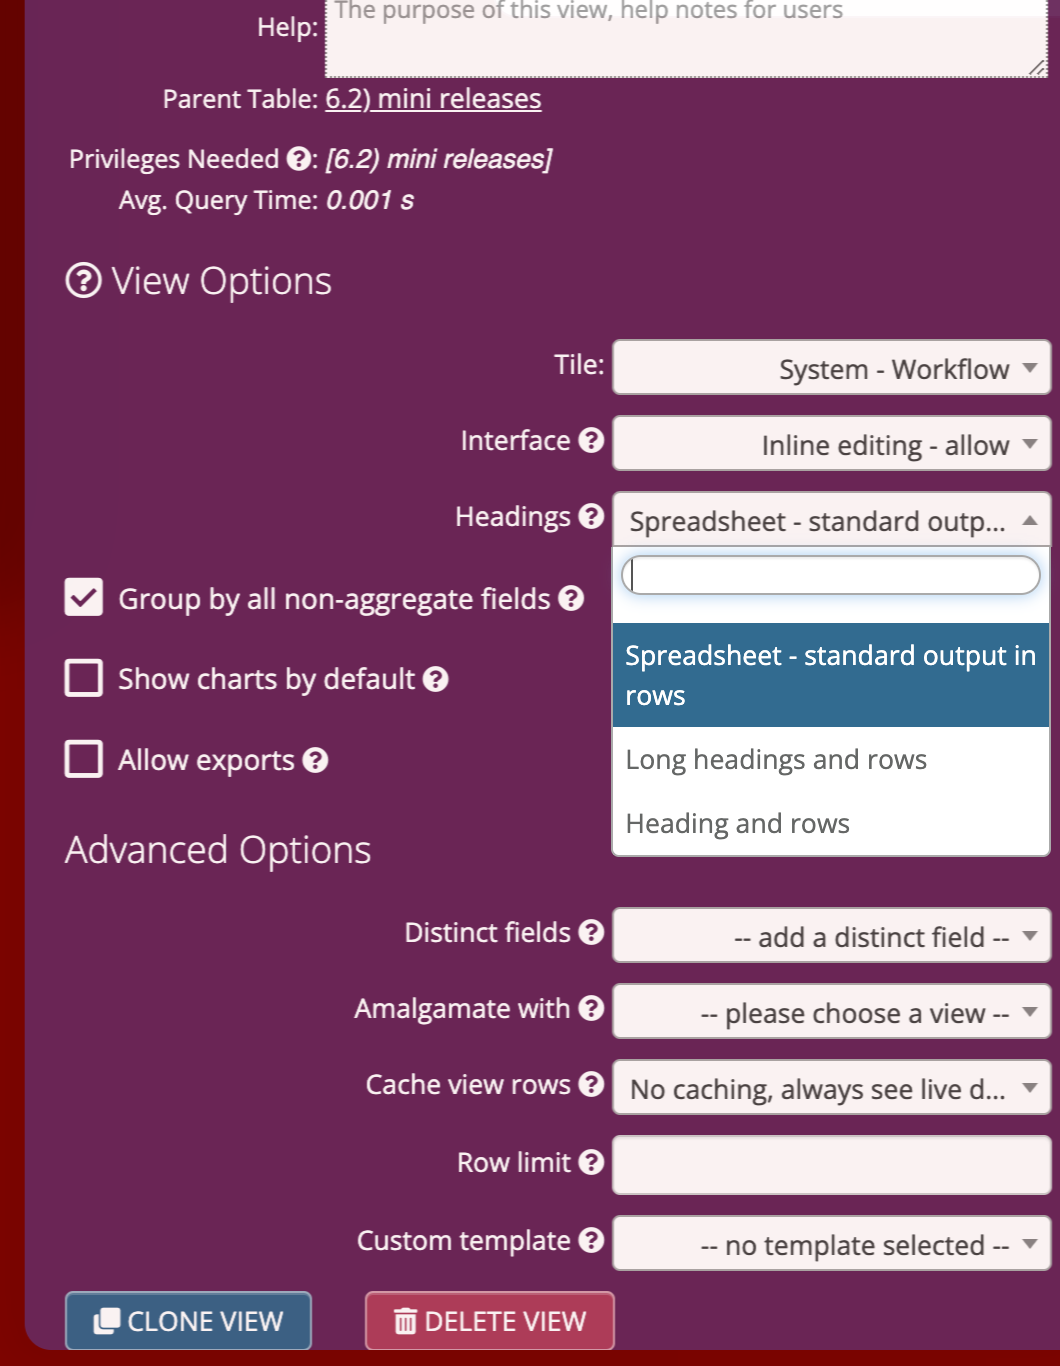 The purpose of this view, help notes for users
Help:
Parent Table: 6.2) mini releases
Privileges Needed ?: [6.2) mini releases]
Avg. Query Time: 0.001 s
? View Options
Tile: System - Workflow
Interface ? Inline editing - allow
Headings ? Spreadsheet - standard outp...
Group by all non-aggregate fields ?
Spreadsheet - standard output in
rows
Show charts by default ?
Long headings and rows
Allow exports ?
Heading and rows
Advanced Options
Distinct fields ? -- add a distinct field --
Amalgamate with ? -- please choose a view --
Cache view rows ? No caching, always see live d...
Row limit ?
Custom template ? -- no template selected --
CLONE VIEW DELETE VIEW